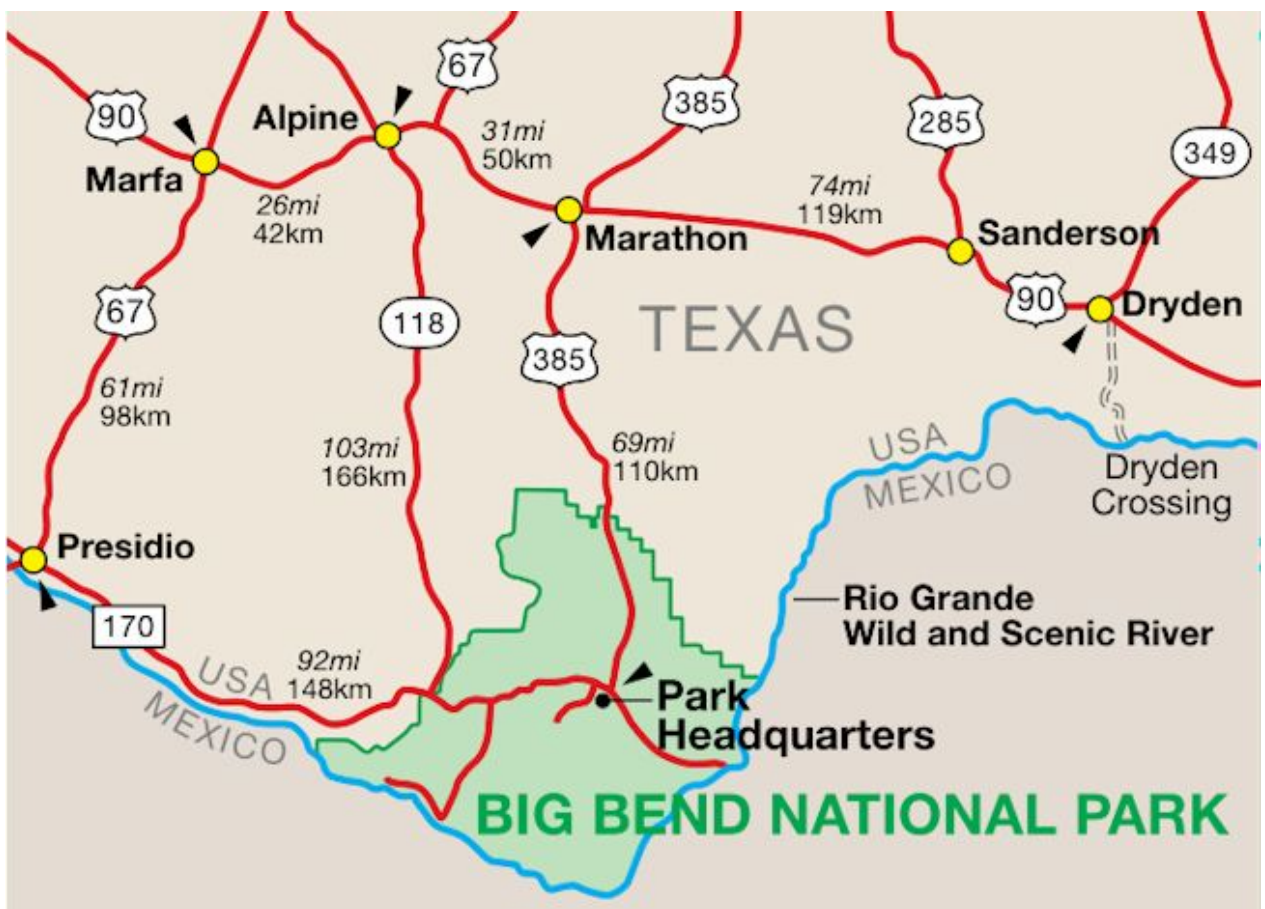 67
385
285
90
Alpine
349
31mi
50km
Marfa
26mi
42km
Marathon
74mi
119km
Sanderson
90
Dryden
67
118
385
TEXAS
61mi
98km
103mi
166km
69mi
110km
USA
MEXICO
Dryden
Crossing
Presidio
170
Rio Grande
Wild and Scenic River
USA
MEXICO
92mi
148km
Park
Headquarters
BIG BEND NATIONAL PARK